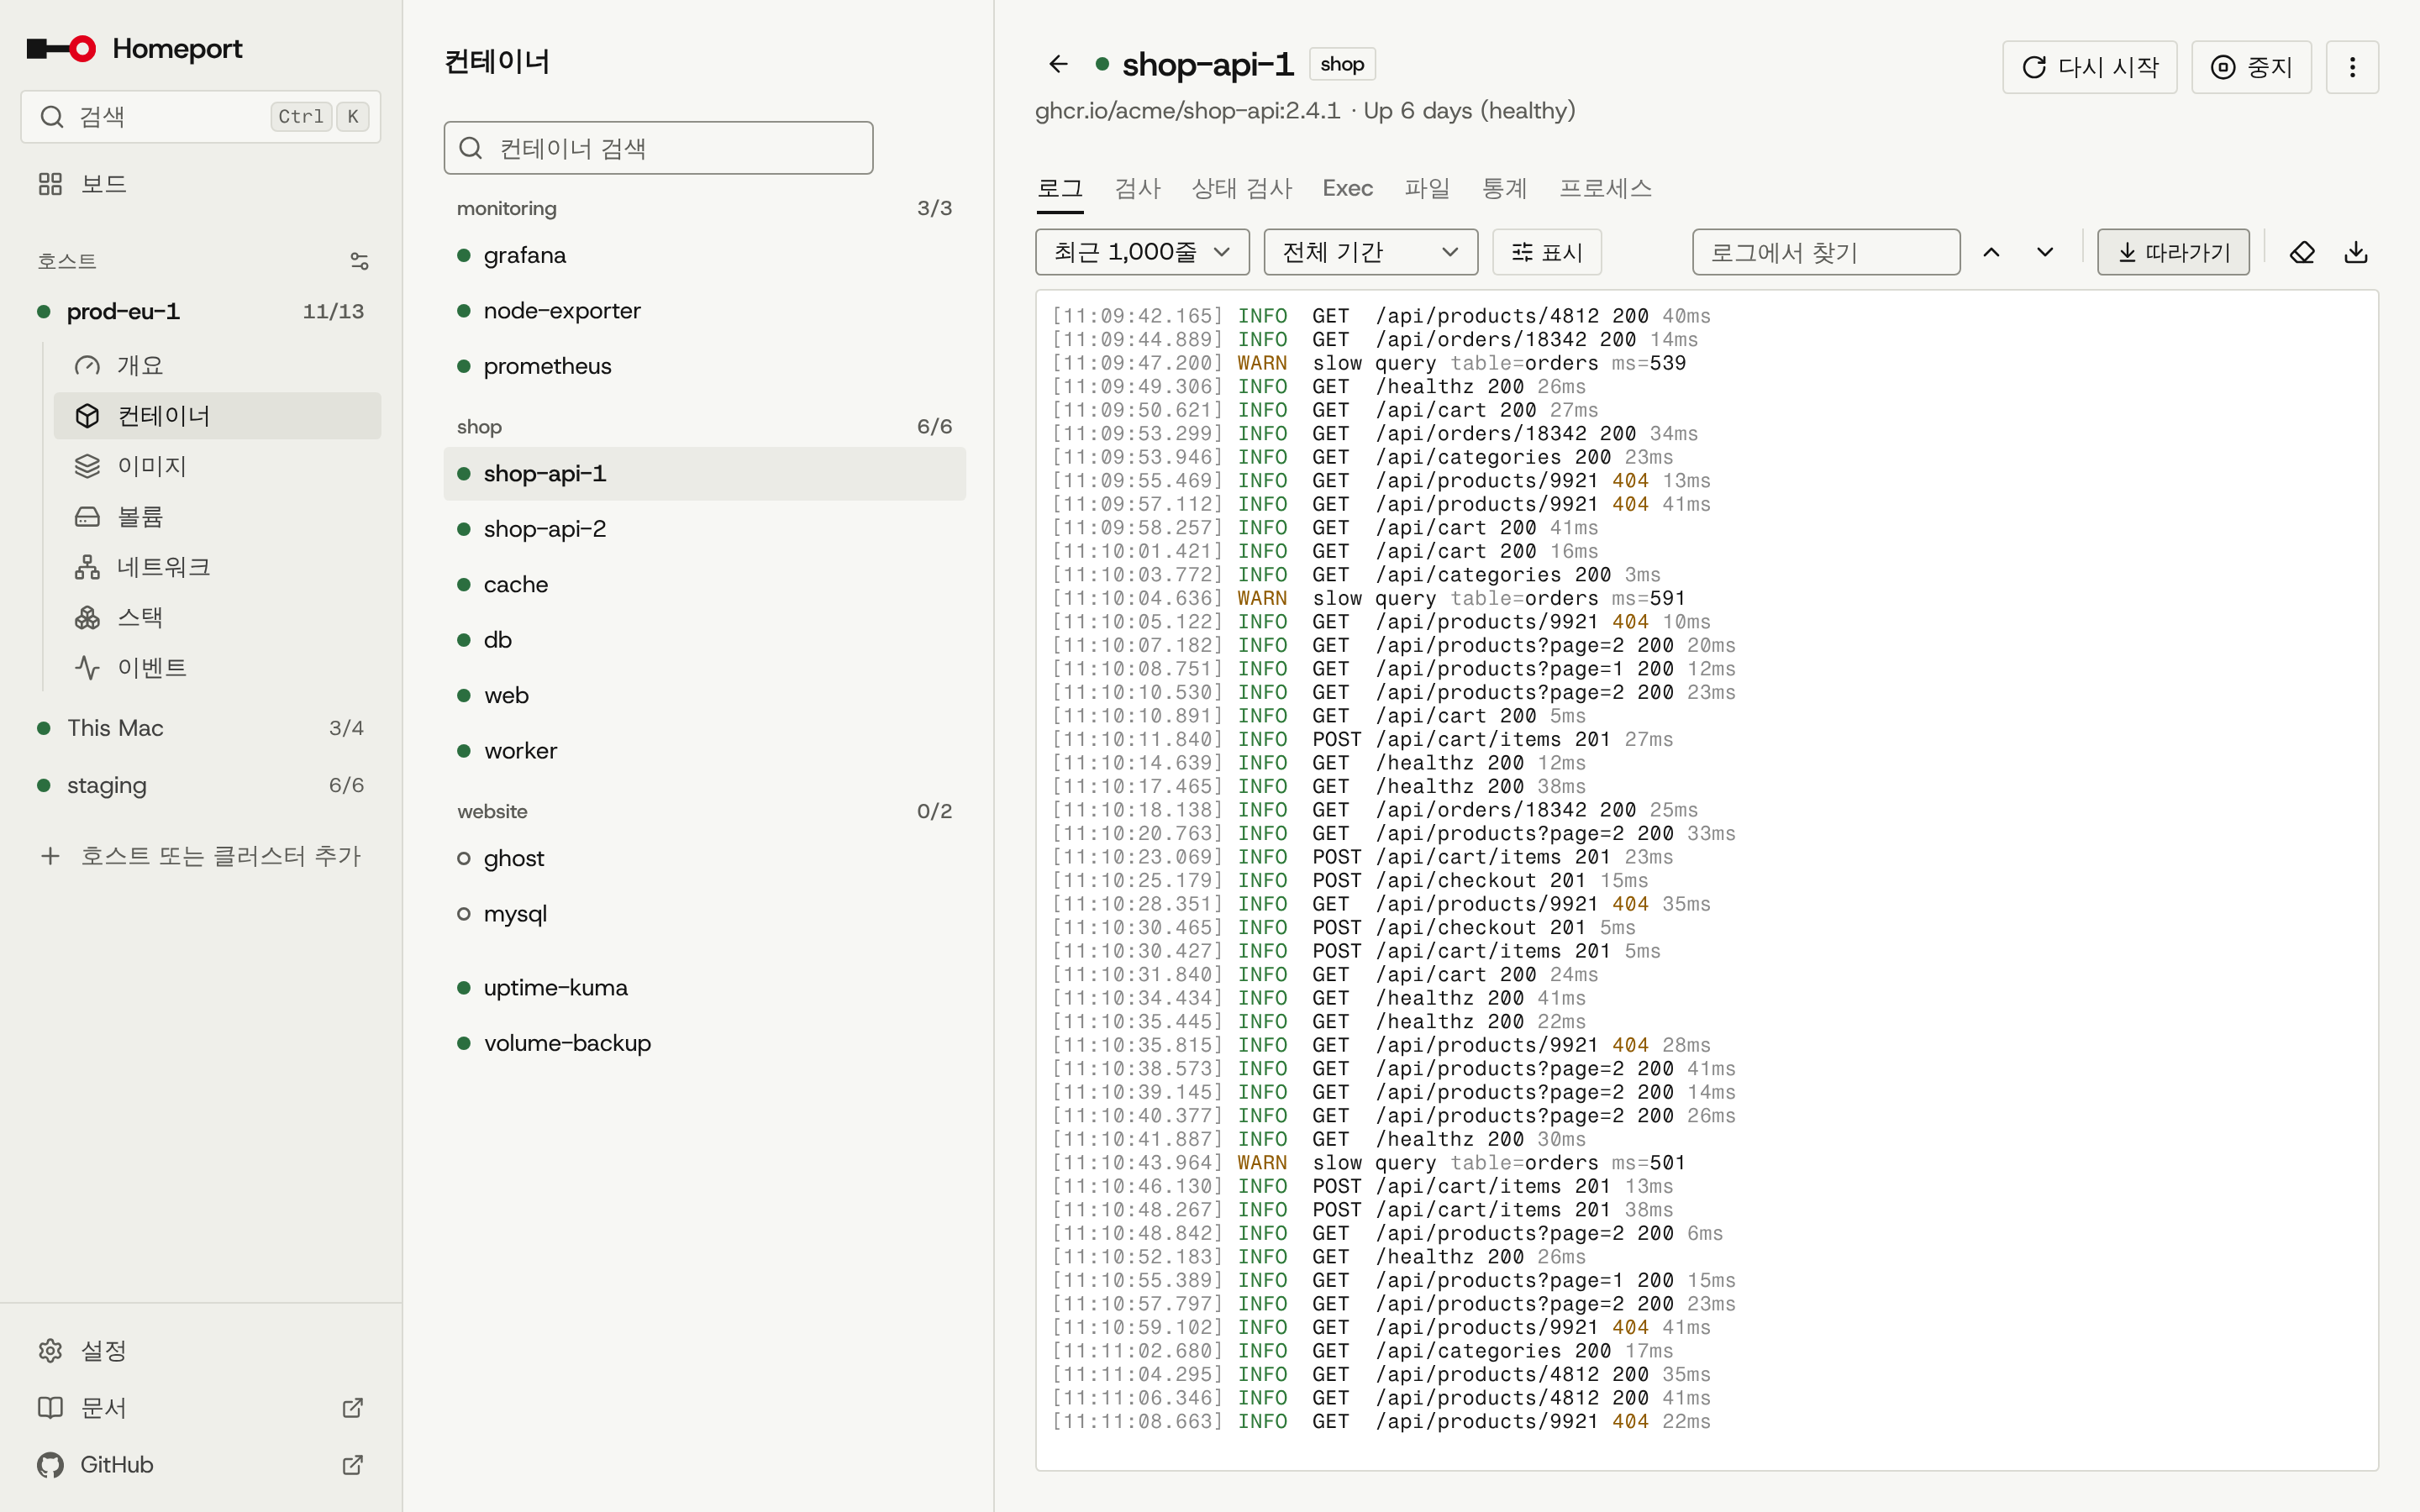 Homeport
검색 Ctrl K
보드
호스트
prod-eu-1 11/13
개요
컨테이너
이미지
볼륨
네트워크
스택
이벤트
This Mac 3/4
staging 6/6
호스트 또는 클러스터 추가
설정
문서
GitHub
컨테이너
컨테이너 검색
monitoring 3/3
grafana
node-exporter
prometheus
shop 6/6
shop-api-1
shop-api-2
cache
db
web
worker
website 0/2
ghost
mysql
uptime-kuma
volume-backup
shop-api-1 shop
다시 시작 중지
ghcr.io/acme/shop-api:2.4.1 · Up 6 days (healthy)
로그 검사 상태 검사 Exec 파일 통계 프로세스
최근 1,000줄 전체 기간 표시 로그에서 찾기 따라가기
[11:09:42.165] INFO GET /api/products/4812 200 40ms
[11:09:44.889] INFO GET /api/orders/18342 200 14ms
[11:09:47.200] WARN slow query table=orders ms=539
[11:09:49.306] INFO GET /healthz 200 26ms
[11:09:50.621] INFO GET /api/cart 200 27ms
[11:09:53.299] INFO GET /api/orders/18342 200 34ms
[11:09:53.946] INFO GET /api/categories 200 23ms
[11:09:55.469] INFO GET /api/products/9921 404 13ms
[11:09:57.112] INFO GET /api/products/9921 404 41ms
[11:09:58.257] INFO GET /api/cart 200 41ms
[11:10:01.421] INFO GET /api/cart 200 16ms
[11:10:03.772] INFO GET /api/categories 200 3ms
[11:10:04.636] WARN slow query table=orders ms=591
[11:10:05.122] INFO GET /api/products/9921 404 10ms
[11:10:07.182] INFO GET /api/products?page=2 200 20ms
[11:10:08.751] INFO GET /api/products?page=1 200 12ms
[11:10:10.530] INFO GET /api/products?page=2 200 23ms
[11:10:10.891] INFO GET /api/cart 200 5ms
[11:10:11.840] INFO POST /api/cart/items 201 27ms
[11:10:14.639] INFO GET /healthz 200 12ms
[11:10:17.465] INFO GET /healthz 200 38ms
[11:10:18.138] INFO GET /api/orders/18342 200 25ms
[11:10:20.763] INFO GET /api/products?page=2 200 33ms
[11:10:23.069] INFO POST /api/cart/items 201 23ms
[11:10:25.179] INFO POST /api/checkout 201 15ms
[11:10:28.351] INFO GET /api/products/9921 404 35ms
[11:10:30.465] INFO POST /api/checkout 201 5ms
[11:10:30.427] INFO POST /api/cart/items 201 5ms
[11:10:31.840] INFO GET /api/cart 200 24ms
[11:10:34.434] INFO GET /healthz 200 41ms
[11:10:35.445] INFO GET /healthz 200 22ms
[11:10:35.815] INFO GET /api/products/9921 404 28ms
[11:10:38.573] INFO GET /api/products?page=2 200 41ms
[11:10:39.145] INFO GET /api/products?page=2 200 14ms
[11:10:40.377] INFO GET /api/products?page=2 200 26ms
[11:10:41.887] INFO GET /healthz 200 30ms
[11:10:43.964] WARN slow query table=orders ms=501
[11:10:46.130] INFO POST /api/cart/items 201 13ms
[11:10:48.267] INFO POST /api/cart/items 201 38ms
[11:10:48.842] INFO GET /api/products?page=2 200 6ms
[11:10:52.183] INFO GET /healthz 200 26ms
[11:10:55.389] INFO GET /api/products?page=1 200 15ms
[11:10:57.797] INFO GET /api/products?page=2 200 23ms
[11:10:59.102] INFO GET /api/products/9921 404 41ms
[11:11:02.680] INFO GET /api/categories 200 17ms
[11:11:04.295] INFO GET /api/products/4812 200 35ms
[11:11:06.346] INFO GET /api/products/4812 200 41ms
[11:11:08.663] INFO GET /api/products/9921 404 22ms